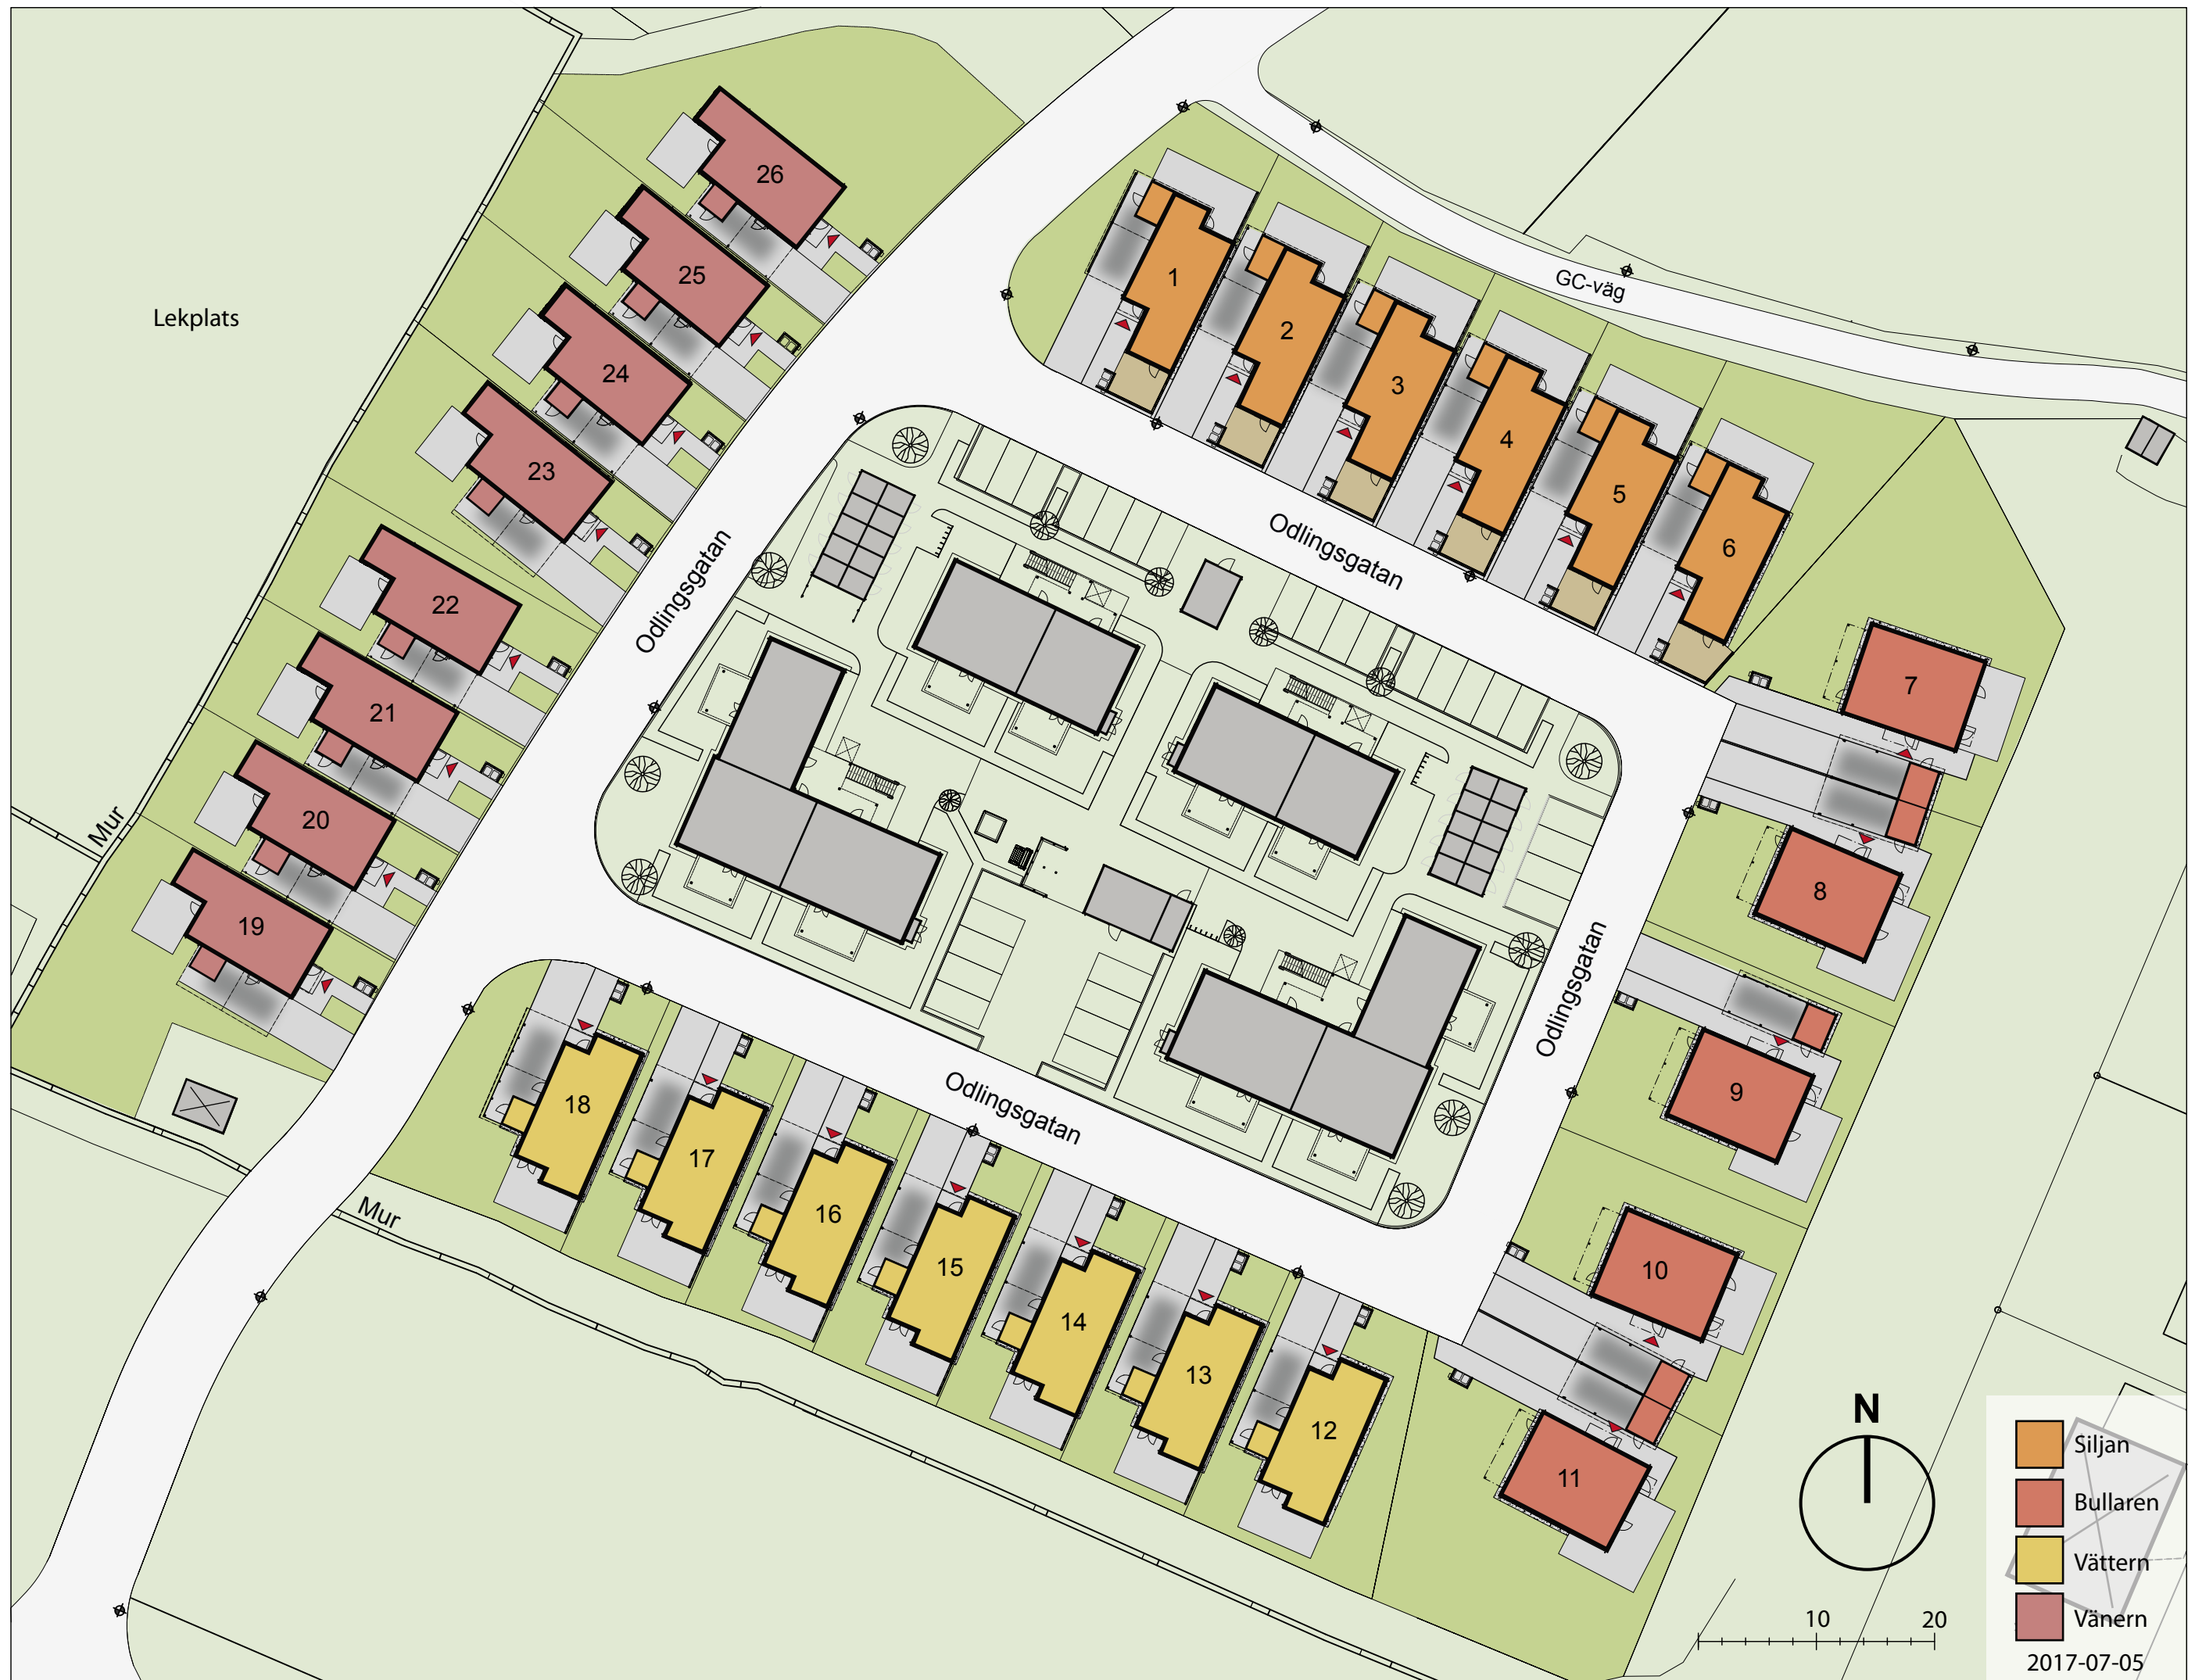 26
25
24
23
22
21
20
19
1
2
3
4
5
6
7
8
9
10
11
18
17
16
15
14
13
12
Lekplats
GC-väg
Odlingsgatan
Odlingsgatan
Odlingsgatan
Odlingsgatan
Mur
Mur
N
Siljan
Bullaren
Vättern
Vänern
10 20
2017-07-05